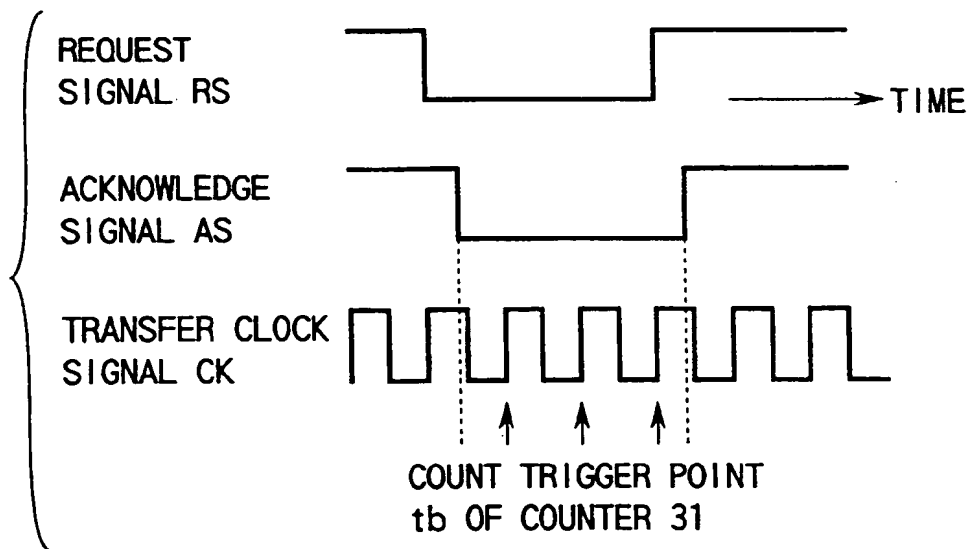 REQUEST
SIGNAL RS
TIME
ACKNOWLEDGE
SIGNAL AS
TRANSFER CLOCK
SIGNAL CK
COUNT TRIGGER POINT
tb OF COUNTER 31